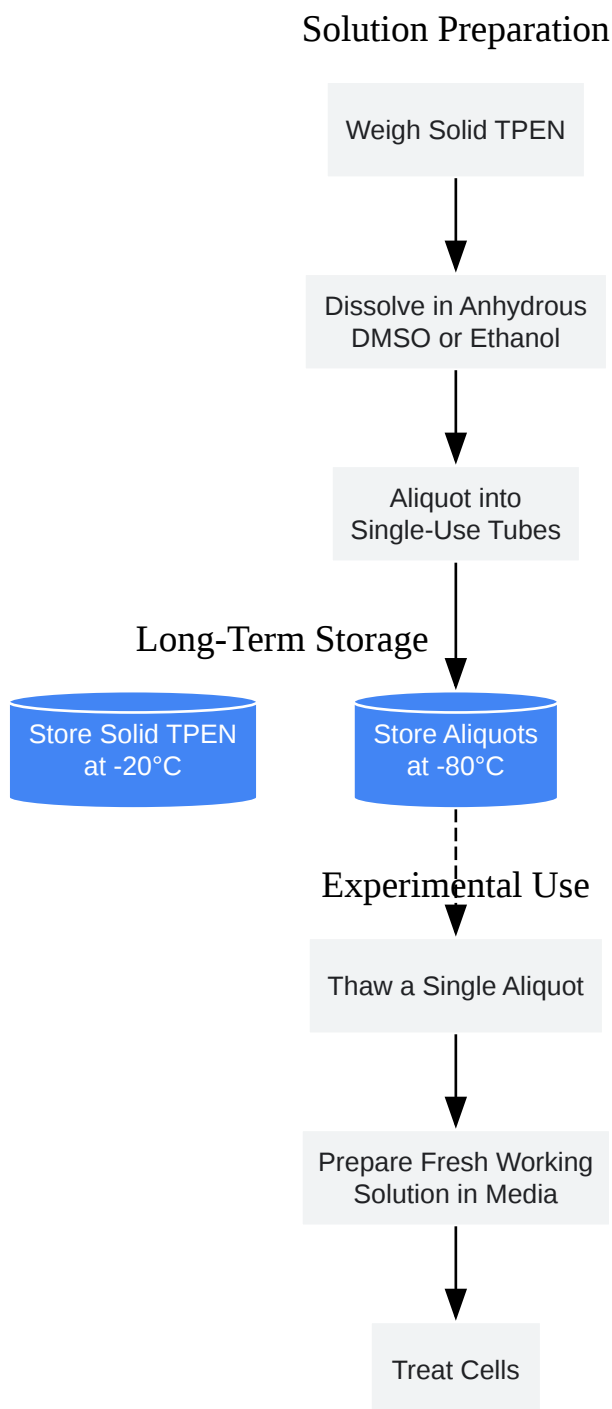 Solution Preparation
Weigh Solid TPEN
Dissolve in Anhydrous
DMSO or Ethanol
Aliquot into
Single-Use Tubes
Long-Term Storage
Store Solid TPEN
at -20°C
Store Aliquots
at -80°C
Experimental Use
Thaw a Single Aliquot
Prepare Fresh Working
Solution in Media
Treat Cells